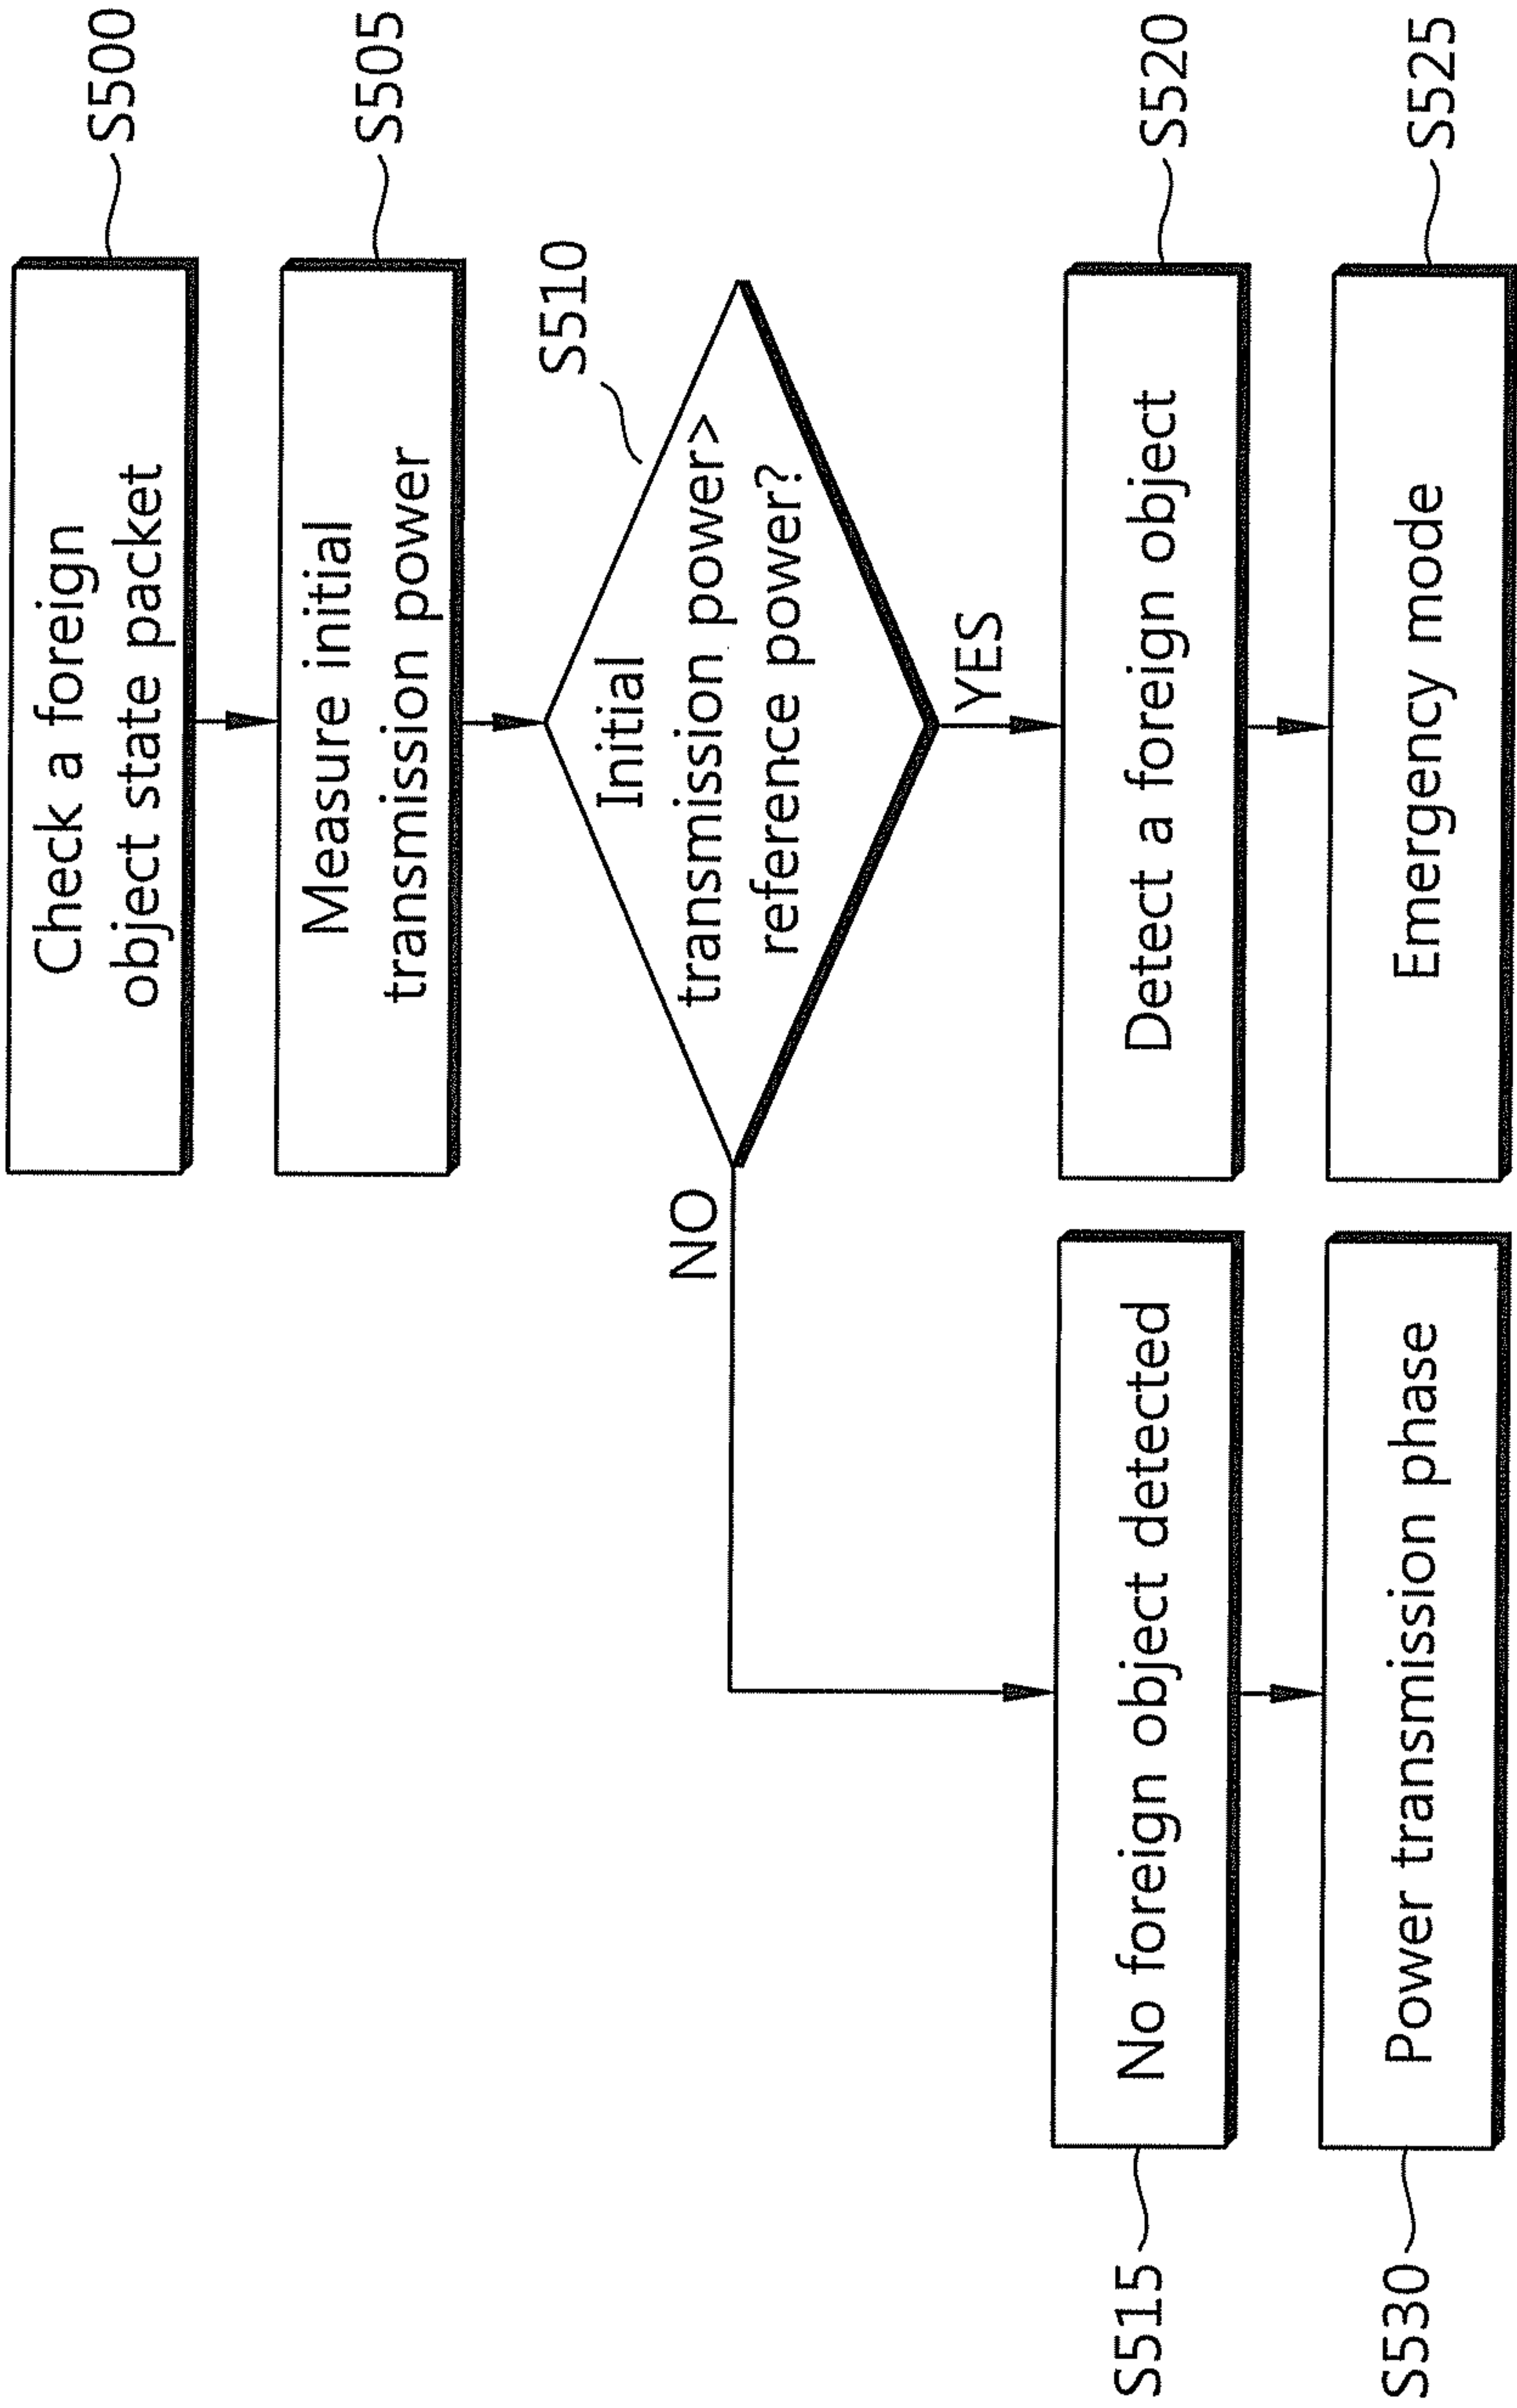 Check a foreign
object state packet
S500
Measure initial
transmission power
S505
S510
Initial
transmission power>
reference power?
NO
YES
No foreign object detected
S515
Detect a foreign object
S520
Power transmission phase
S530
Emergency mode
S525